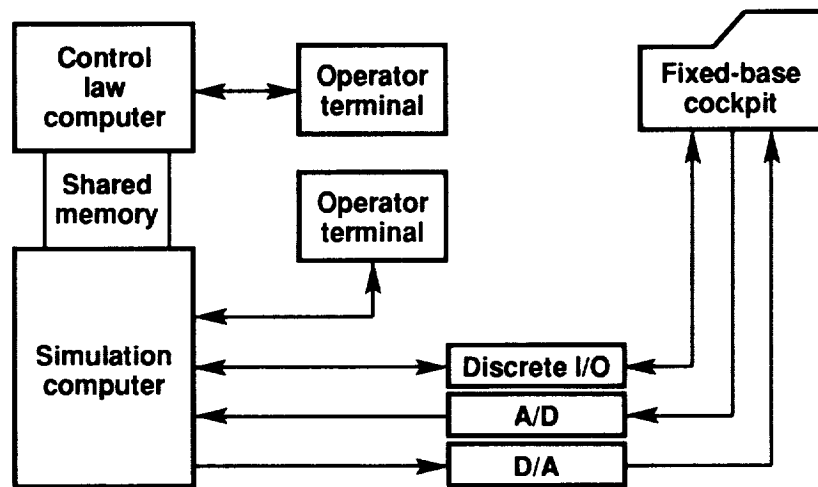 Control
law
computer
Operator
terminal
Fixed-base
cockpit
Shared
memory
Operator
terminal
Simulation
computer
Discrete I/O
A/D
D/A